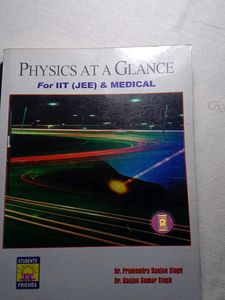 PHYSICS AT A GLANCE
For IIT (JEE) & MEDICAL
Dr. Pramendra Ranjan Singh
Dr. Ranjan Kumar Singh
STUDENTS'
FRIENDS